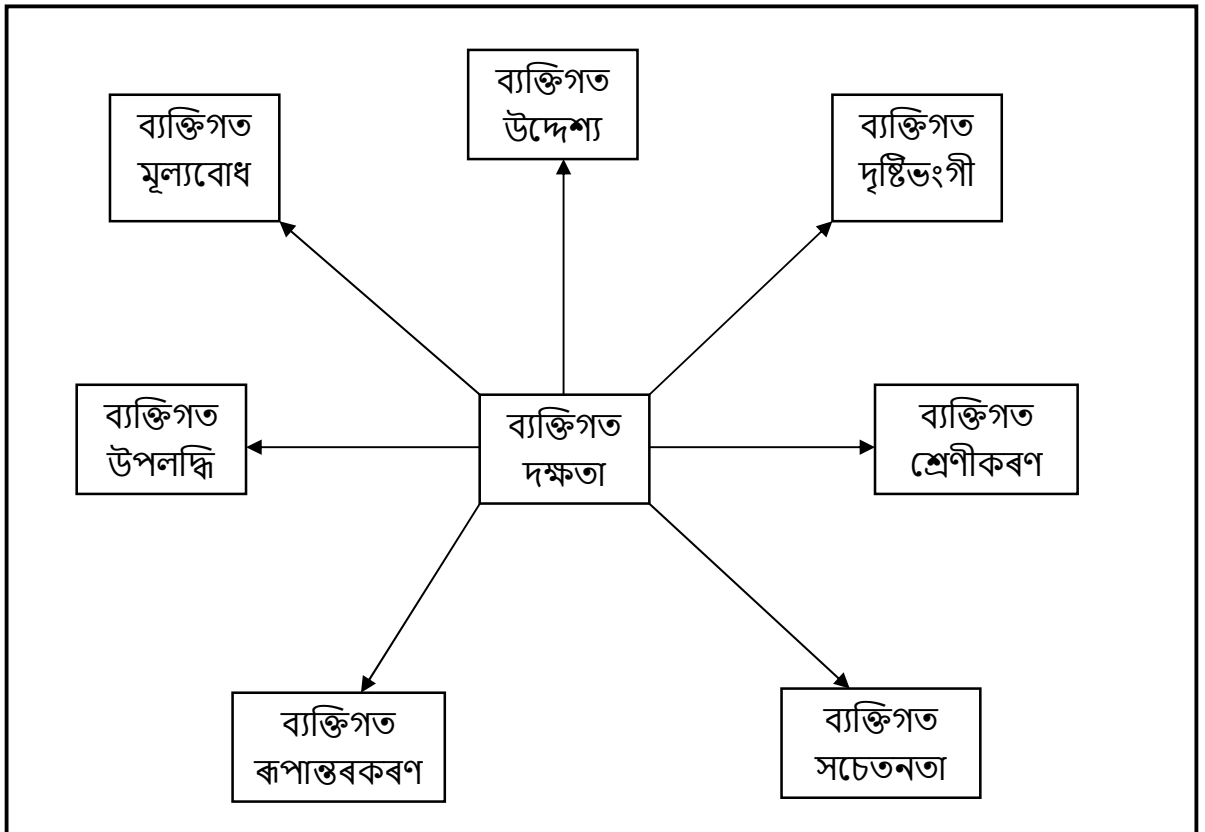 ব্যক্তিগত
উদ্দেশ্য
ব্যক্তিগত
মূল্যবোধ
ব্যক্তিগত
দৃষ্টিভংগী
ব্যক্তিগত
উপলদ্ধি
ব্যক্তিগত
দক্ষতা
ব্যক্তিগত
শ্ৰেণীকৰণ
ব্যক্তিগত
ৰূপান্তৰকৰণ
ব্যক্তিগত
সচেতনতা